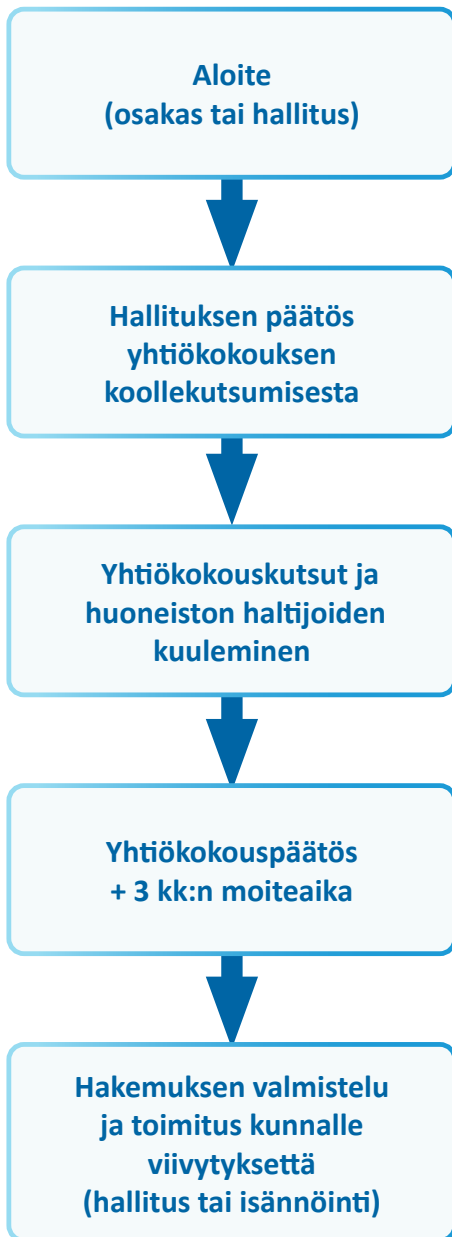 Aloite
(osakas tai hallitus)
Hallituksen päätös
yhtiökokouksen
koollekutsumisesta
Yhtiökokouskutsut ja
huoneiston haltijoiden
kuuleminen
Yhtiökokouspäätös
+ 3 kk:n moiteaika
Hakemuksen valmistelu
ja toimitus kunnalle
viivytyksettä
(hallitus tai isännöinti)